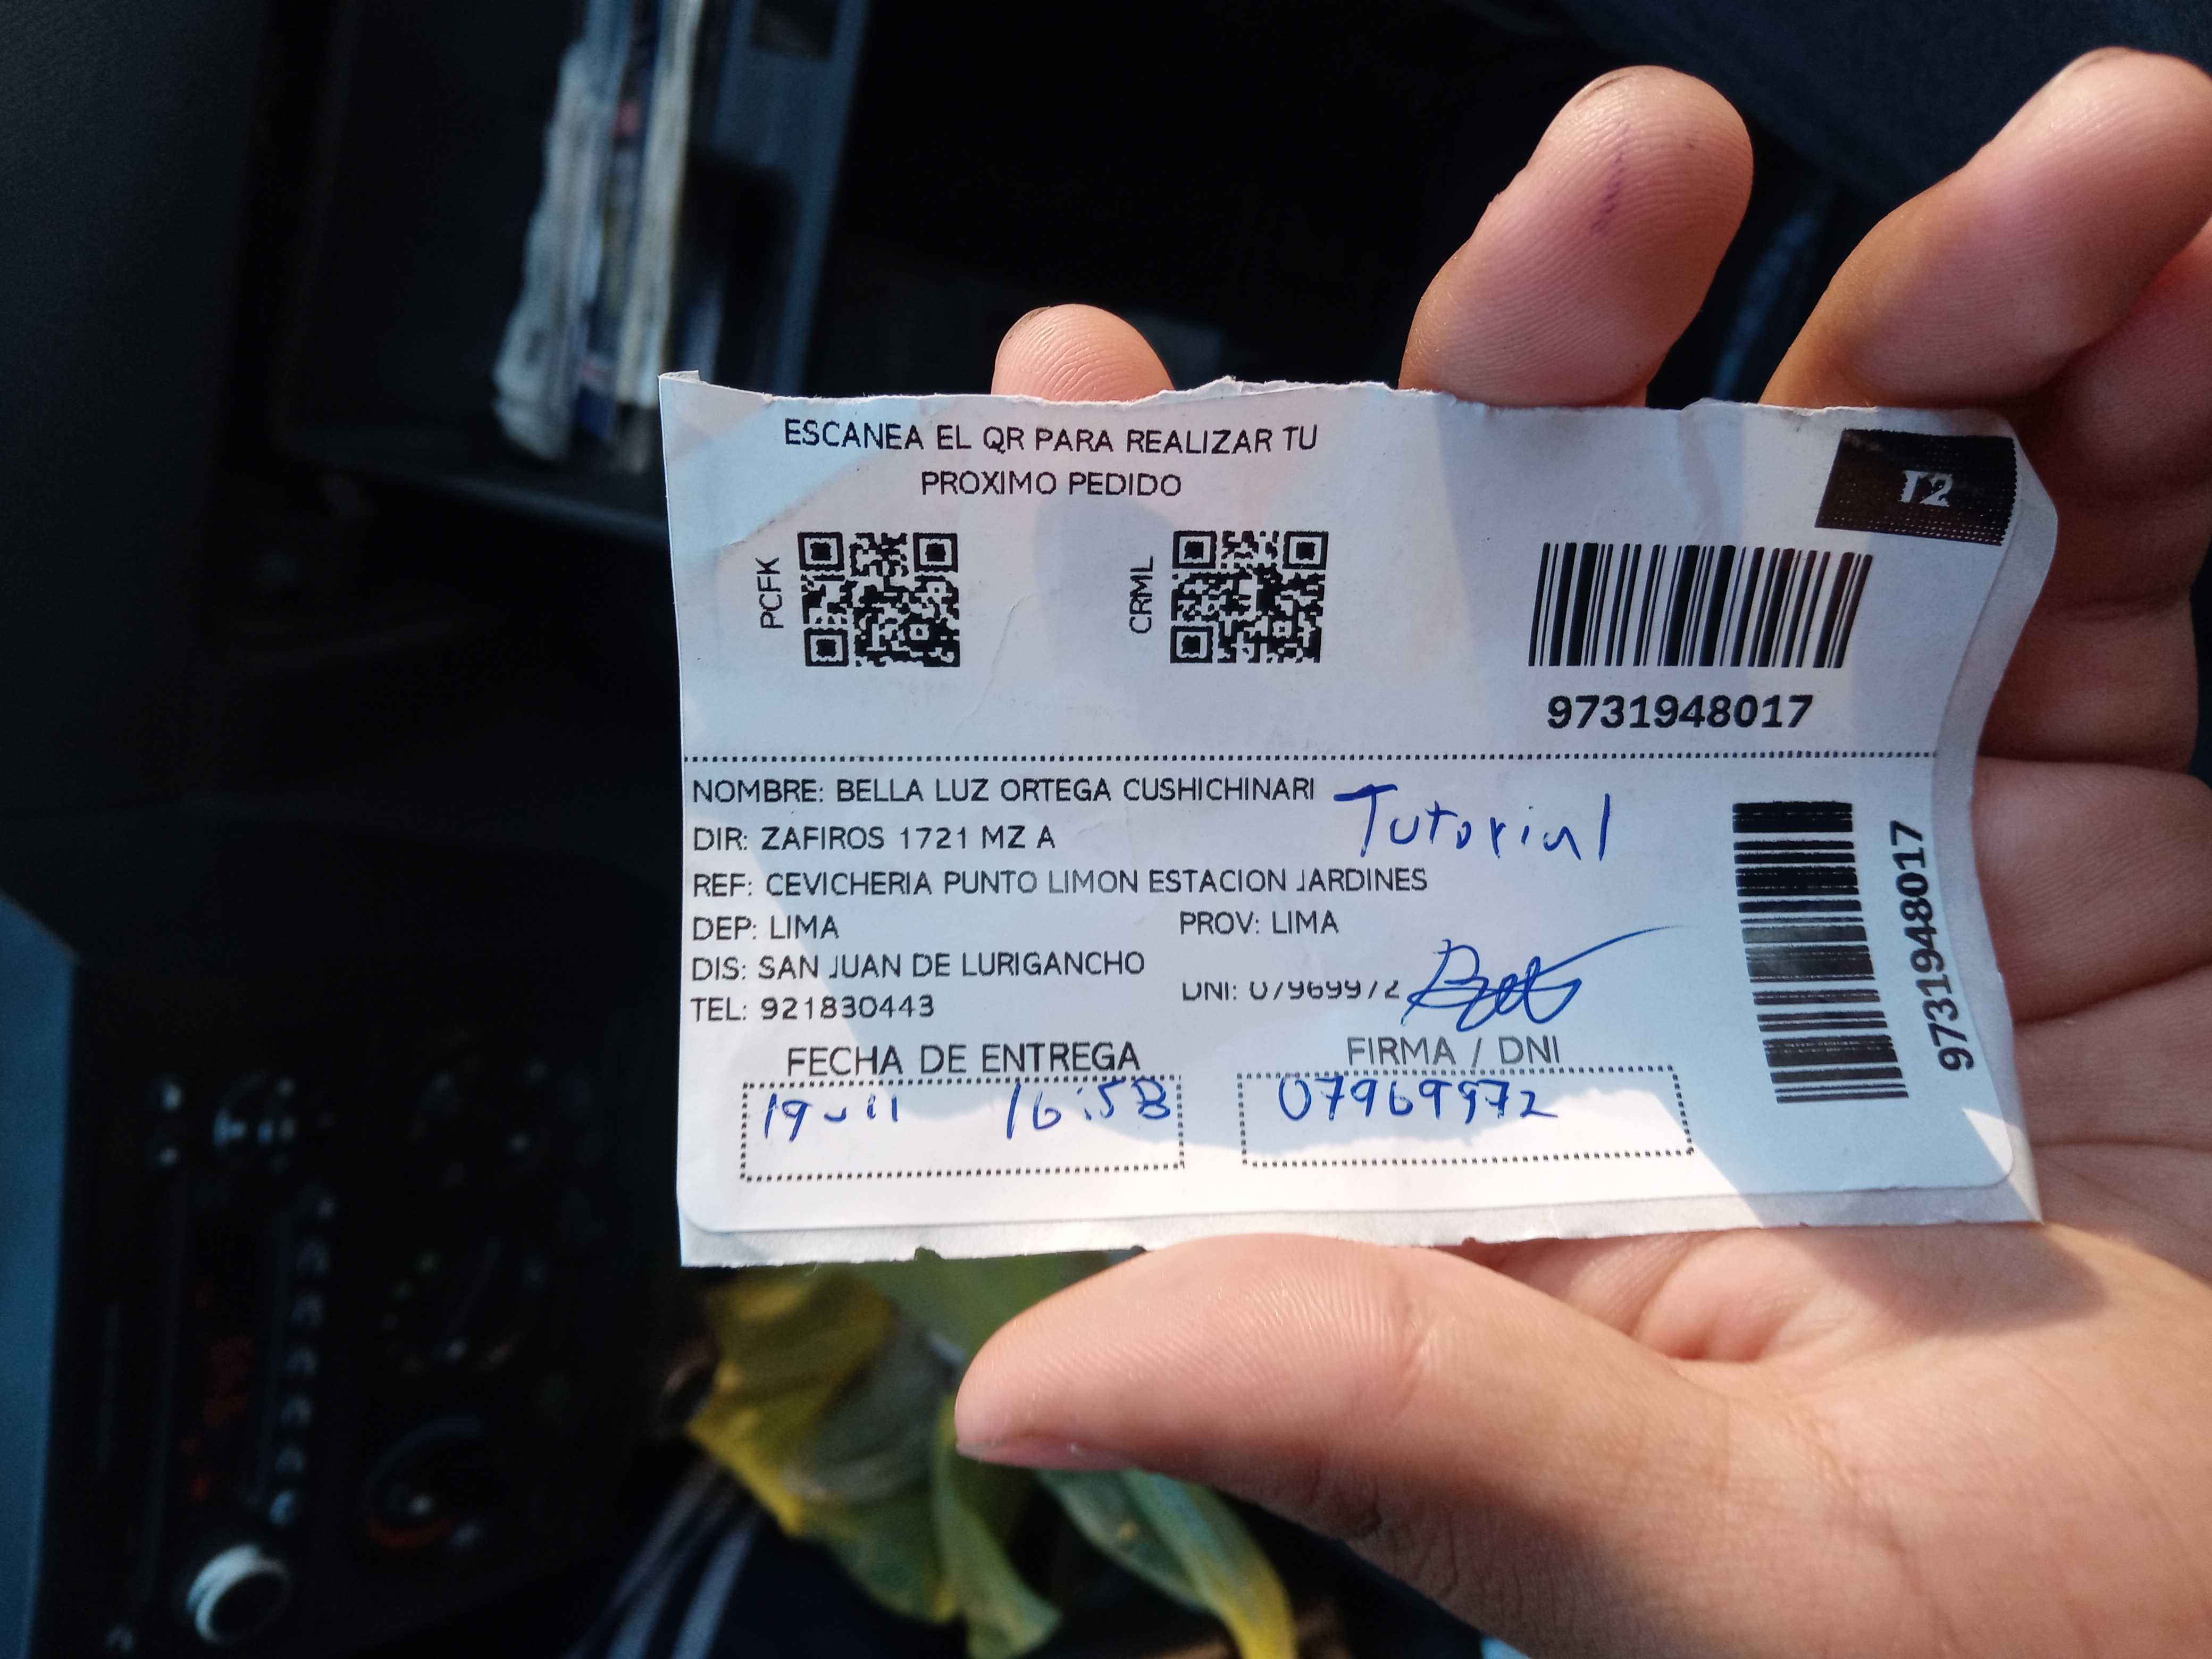 ESCANEA EL QR PARA REALIZAR TU
PROXIMO PEDIDO
T2
PCFK
CRML
9731948017
NOMBRE: BELLA LUZ ORTEGA CUSHICHINARI
Tutorial
DIR: ZAFIROS 1721 MZ A
REF: CEVICHERIA PUNTO LIMON ESTACION JARDINES
DEP: LIMA PROV: LIMA
DIS: SAN JUAN DE LURIGANCHO
DNI: 07969972
TEL: 921830443
9731948017
FECHA DE ENTREGA FIRMA / DNI
19-11 16:58 07969972